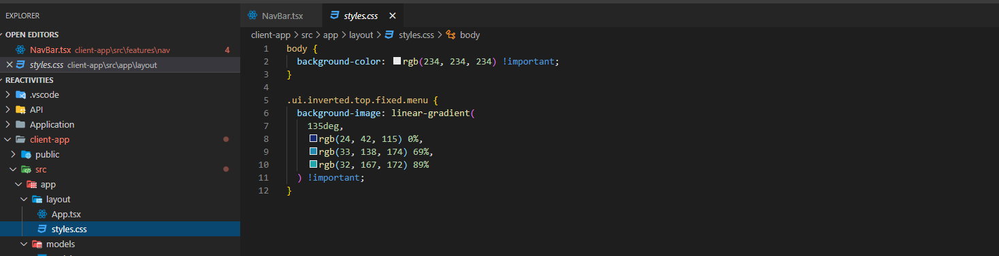 EXPLORER
OPEN EDITORS
NavBar.tsx client-app\src\features\nav 4
styles.css client-app\src\app\layout
REACTIVITIES
.vscode
API
Application
client-app
public
src
app
layout
App.tsx
styles.css
models
NavBar.tsx styles.css
client-app > src > app > layout > styles.css > body
1 body {
2 background-color: rgb(234, 234, 234) !important;
3 }
4
5 .ui.inverted.top.fixed.menu {
6 background-image: linear-gradient(
7 135deg,
8 rgb(24, 42, 115) 0%,
9 rgb(33, 138, 174) 69%,
10 rgb(32, 167, 172) 89%
11 ) !important;
12 }